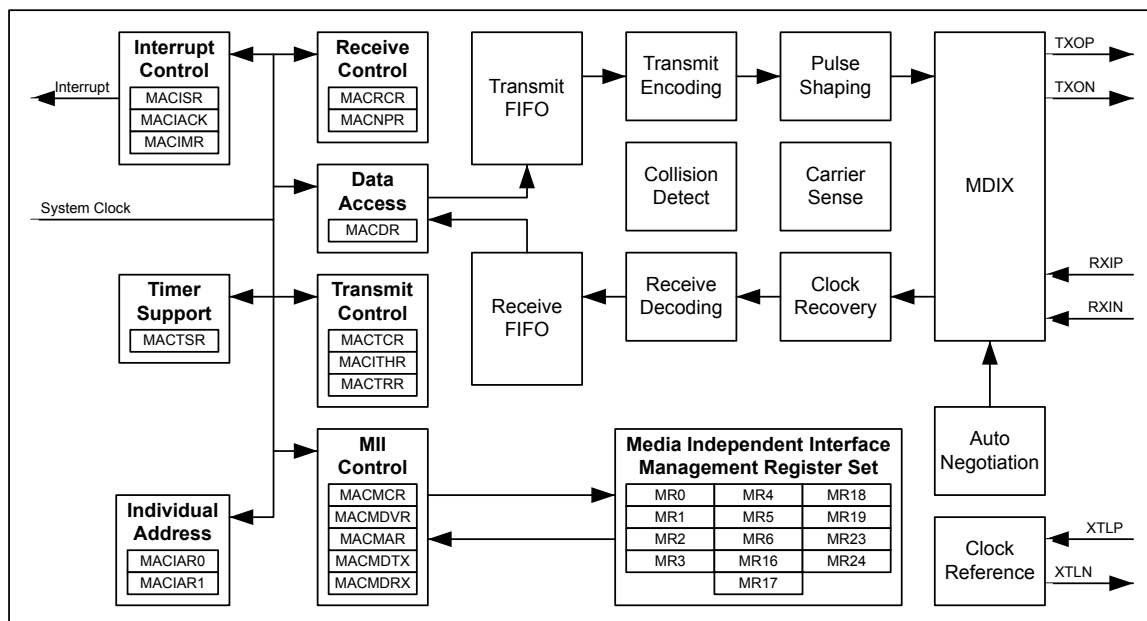 Interrupt
Control
MACISR
MACIACK
MACIMR
Receive
Control
MACRCR
MACNPR
Transmit
FIFO
Transmit
Encoding
Pulse
Shaping
TXOP
TXON
Interrupt
Collision
Detect
Carrier
Sense
MDIX
Data
Access
MACDR
System Clock
Timer
Support
MACTSR
Transmit
Control
MACTCR
MACITHR
MACTRR
Receive
FIFO
Receive
Decoding
Clock
Recovery
RXIP
RXIN
MII
Control
MACMCR
MACMDVR
MACMAR
MACMDTX
MACMDRX
Media Independent Interface
Management Register Set
MR0 MR4 MR18
MR1 MR5 MR19
MR2 MR6 MR23
MR3 MR16 MR24
MR17
Auto
Negotiation
Individual
Address
MACIAR0
MACIAR1
Clock
Reference
XTLP
XTLN